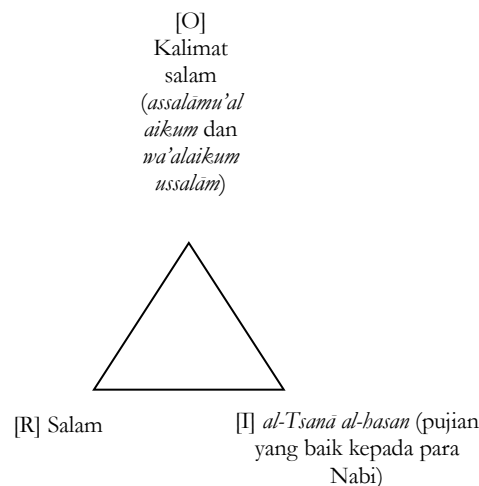 [O]
Kalimat
salam
(assalāmu’al
aikum dan
wa’alaikum
ussalām)
[R] Salam
[I] al-Tsanā al-hasan (pujian
yang baik kepada para
Nabi)